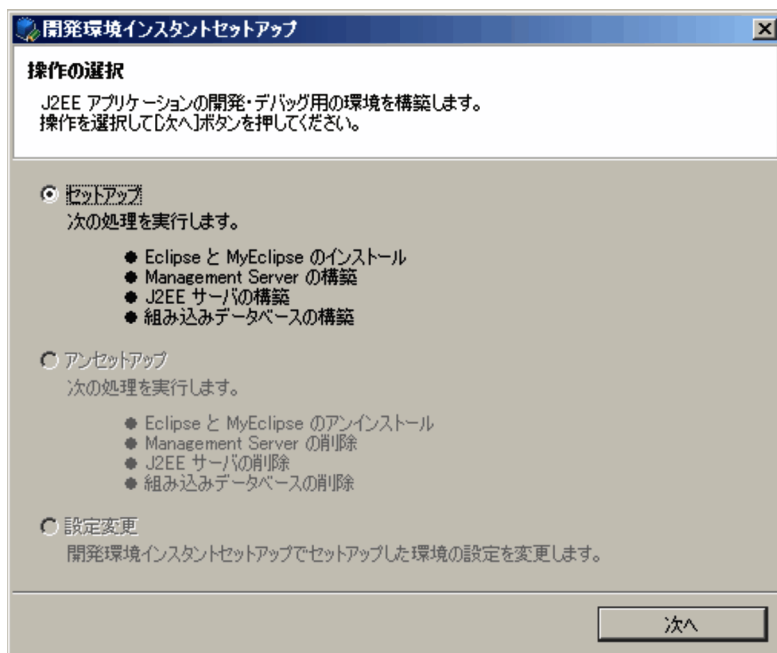 開発環境インスタントセットアップ
操作の選択
J2EE アプリケーションの開発・デバッグ用の環境を構築します。
操作を選択して[次へ]ボタンを押してください。
セットアップ
次の処理を実行します。
● Eclipse と MyEclipse のインストール
● Management Server の構築
● J2EE サーバの構築
● 組み込みデータベースの構築
アンセットアップ
次の処理を実行します。
● Eclipse と MyEclipse のアンインストール
● Management Server の削除
● J2EE サーバの削除
● 組み込みデータベースの削除
設定変更
開発環境インスタントセットアップでセットアップした環境の設定を変更します。
次へ